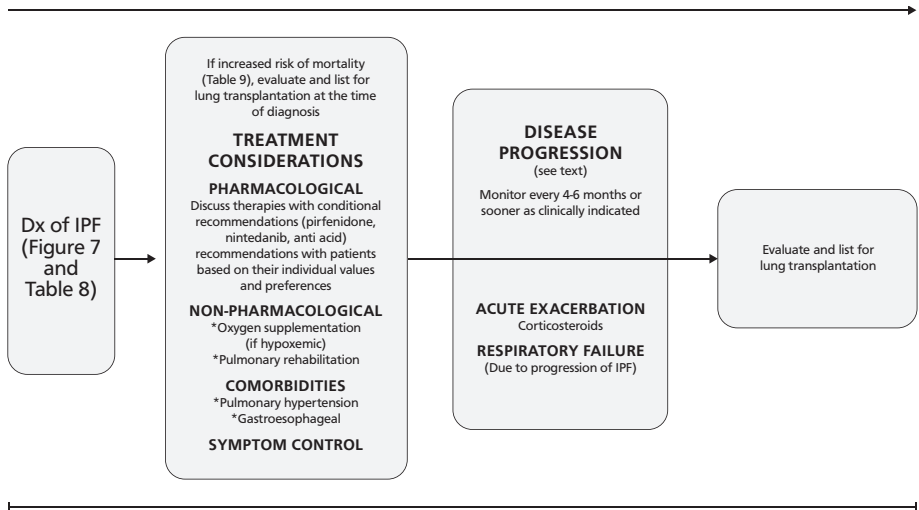 Dx of IPF
(Figure 7
and
Table 8)
If increased risk of mortality
(Table 9), evaluate and list for
lung transplantation at the time
of diagnosis
TREATMENT
CONSIDERATIONS
PHARMACOLOGICAL
Discuss therapies with conditional
recommendations (pirfenidone,
nintedanib, anti acid)
recommendations with patients
based on their individual values
and preferences
NON-PHARMACOLOGICAL
*Oxygen supplementation
(if hypoxemic)
*Pulmonary rehabilitation
COMORBIDITIES
*Pulmonary hypertension
*Gastroesophageal
SYMPTOM CONTROL
DISEASE
PROGRESSION
(see text)
Monitor every 4-6 months or
sooner as clinically indicated
ACUTE EXACERBATION
Corticosteroids
RESPIRATORY FAILURE
(Due to progression of IPF)
Evaluate and list for
lung transplantation